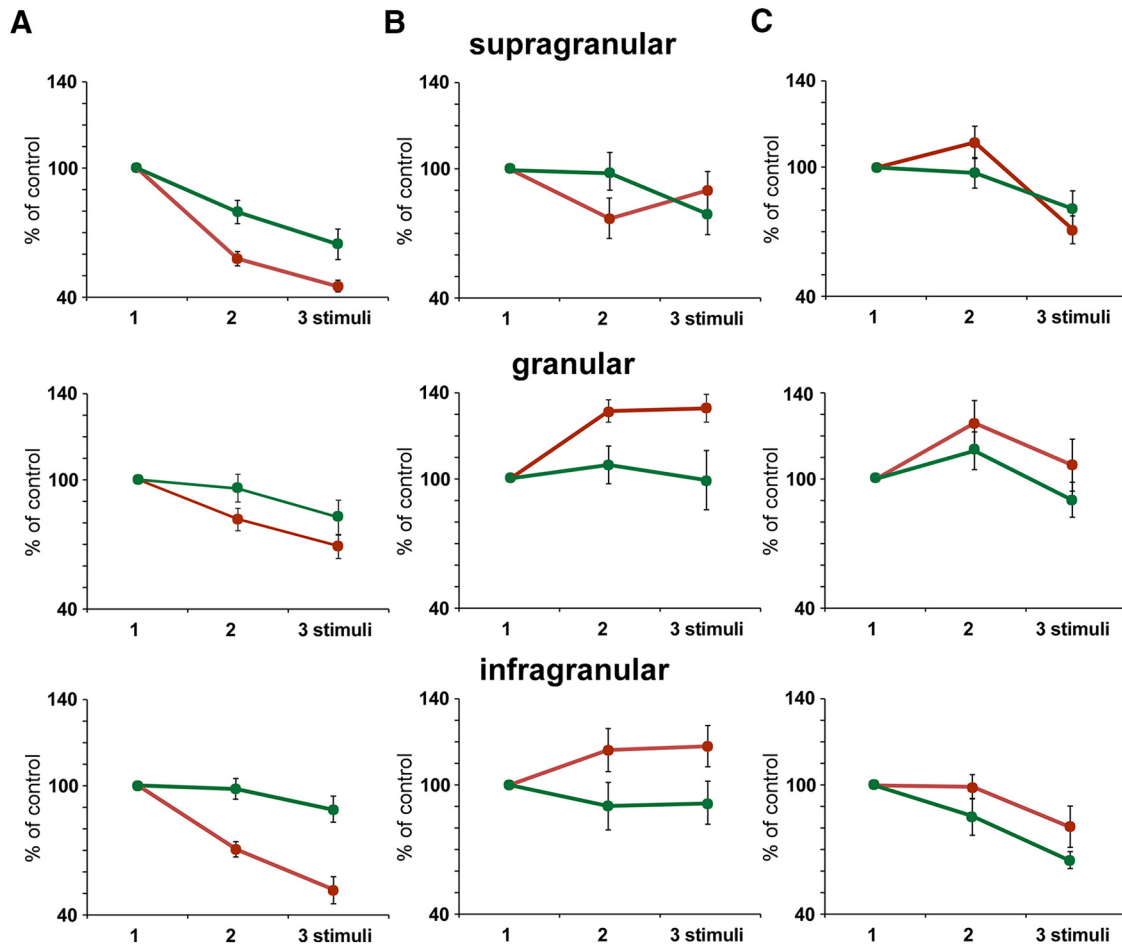 A B C
supragranular
140 140 140
% of control % of control % of control
100 100 100
40 40 40
1 2 3 stimuli 1 2 3 stimuli 1 2 3 stimuli
granular
140 140 140
% of control % of control % of control
100 100 100
40 40 40
1 2 3 stimuli 1 2 3 stimuli 1 2 3 stimuli
infragranular
140 140 140
% of control % of control % of control
100 100 100
40 40 40
1 2 3 stimuli 1 2 3 stimuli 1 2 3 stimuli